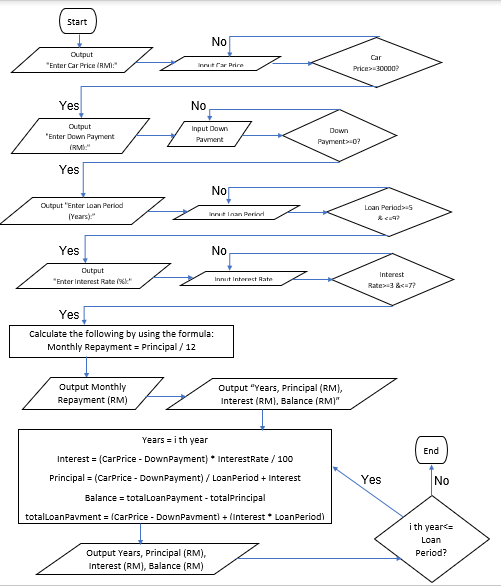 Start
No
Output
"Enter Car Price (RM):"
Input Car Price
Car
Price>=30000?
Yes
No
Output
"Enter Down Payment
(RM):"
Input Down
Payment
Down
Payment>=0?
Yes
No
Output "Enter Loan Period
(Years):"
Input Loan Period
Loan Period>=5
& <=9?
Yes
No
Output
"Enter Interest Rate (%):"
Input Interest Rate
Interest
Rate>=3 &<=7?
Yes
Calculate the following by using the formula:
Monthly Repayment = Principal / 12
Output Monthly
Repayment (RM)
Output "Years, Principal (RM),
Interest (RM), Balance (RM)"
Years = i th year
Interest = (CarPrice - DownPayment) * InterestRate / 100
Principal = (CarPrice - DownPayment) / LoanPeriod + Interest
Balance = totalLoanPayment - totalPrincipal
totalLoanPayment = (CarPrice - DownPayment) + (Interest * LoanPeriod)
End
Yes
No
i th year<=
Loan
Period?
Output Years, Principal (RM),
Interest (RM), Balance (RM)